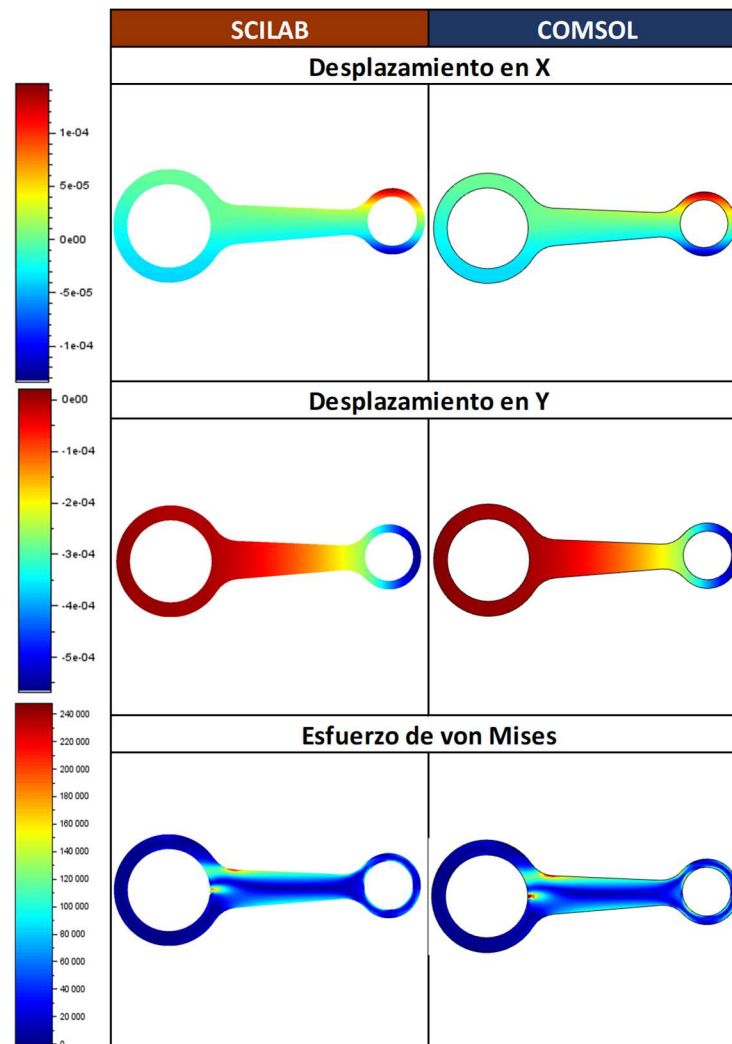 SCILAB COMSOL
Desplazamiento en X
1e-04
5e-05
0e00
-5e-05
-1e-04
Desplazamiento en Y
0e00
-1e-04
-2e-04
-3e-04
-4e-04
-5e-04
Esfuerzo de von Mises
240 000
220 000
200 000
180 000
160 000
140 000
120 000
100 000
80 000
60 000
40 000
20 000
0